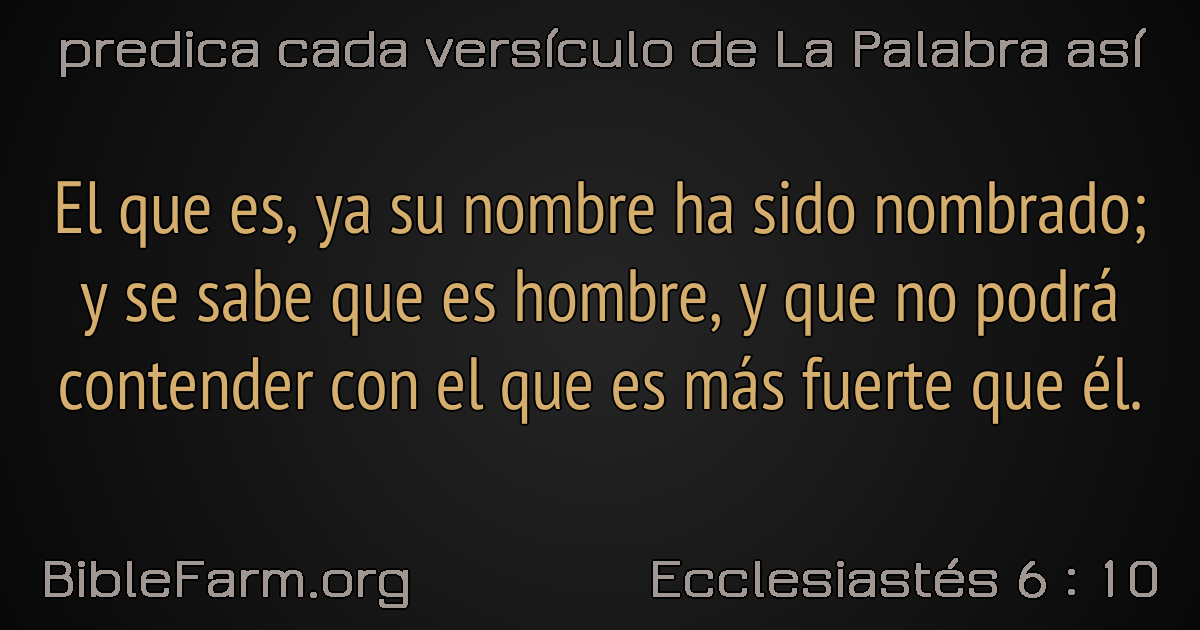 predica cada versículo de La Palabra así
El que es, ya su nombre ha sido nombrado;
y se sabe que es hombre, y que no podrá
contender con el que es más fuerte que él.
BibleFarm.org
Ecclesiastés 6 : 10